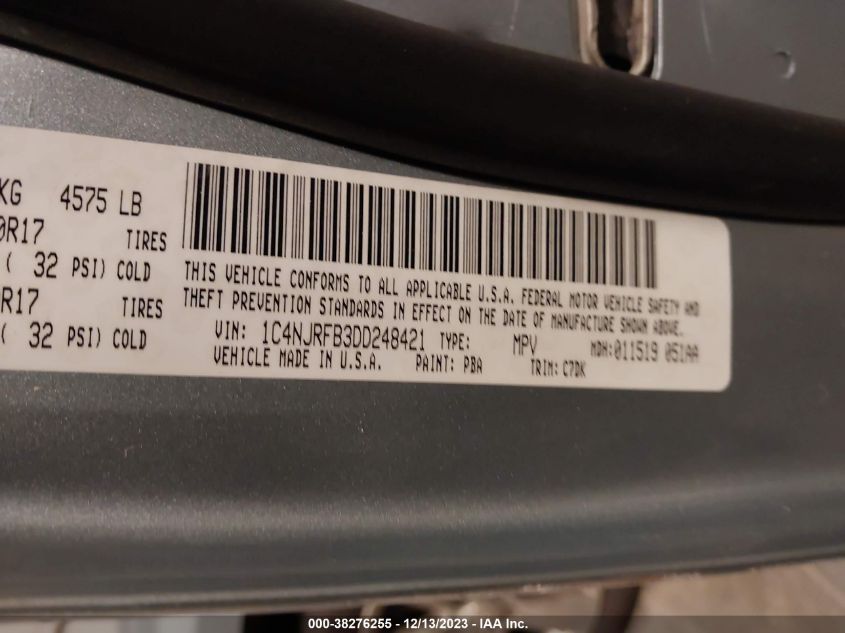 KG 4575 LB
0R17 TIRES
( 32 PSI) COLD
R17 TIRES
( 32 PSI) COLD
THIS VEHICLE CONFORMS TO ALL APPLICABLE U.S.A. FEDERAL MOTOR VEHICLE SAFETY AND
THEFT PREVENTION STANDARDS IN EFFECT ON THE DATE OF MANUFACTURE SHOWN ABOVE.
VIN: 1C4NJRFB3DD248421 TYPE: MPV MDH:011519 051AA
VEHICLE MADE IN U.S.A. PAINT: PBA TRIM: C7DK
000-38276255 - 12/13/2023 - © IAA, Inc.